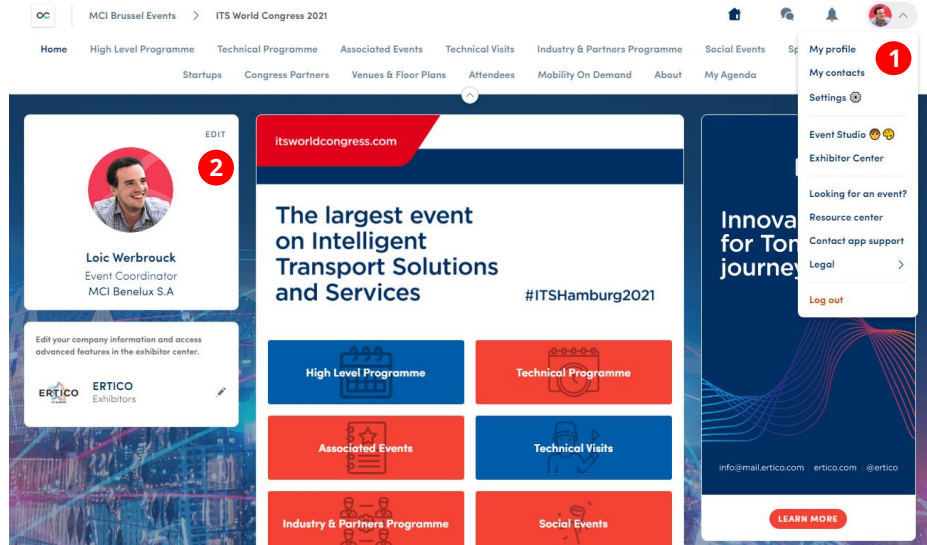 MCI Brussel Events > ITS World Congress 2021
Home High Level Programme Technical Programme Associated Events Technical Visits Industry & Partners Programme Social Events Sp
Startups Congress Partners Venues & Floor Plans Attendees Mobility On Demand About My Agenda
My profile
1
My contacts
Settings
Event Studio
Exhibitor Center
Looking for an event?
Resource center
Contact app support
Legal >
Log out
EDIT
2
Loic Werbrouck
Event Coordinator
MCI Benelux S.A
Edit your company information and access
advanced features in the exhibitor center.
ERTICO
ERTICO
Exhibitors
itsworldcongress.com
The largest event
on Intelligent
Transport Solutions
and Services
#ITSHamburg2021
High Level Programme
Technical Programme
Associated Events
Technical Visits
Industry & Partners Programme
Social Events
Innova
for Tor
journey
info@mail.ertico.com ertico.com @ertico
LEARN MORE